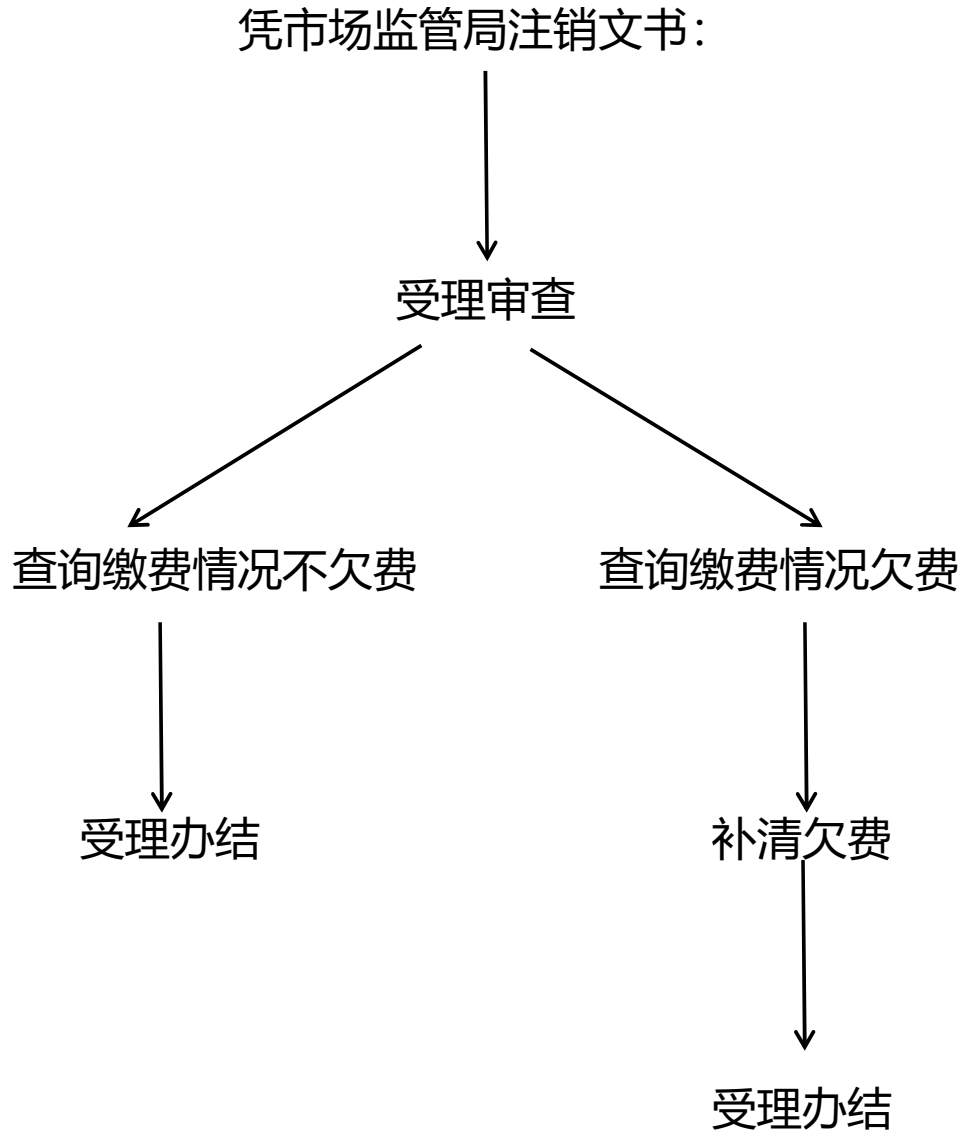 凭市场监管局注销文书：
受理审查
查询缴费情况不欠费
查询缴费情况欠费
受理办结
补清欠费
受理办结